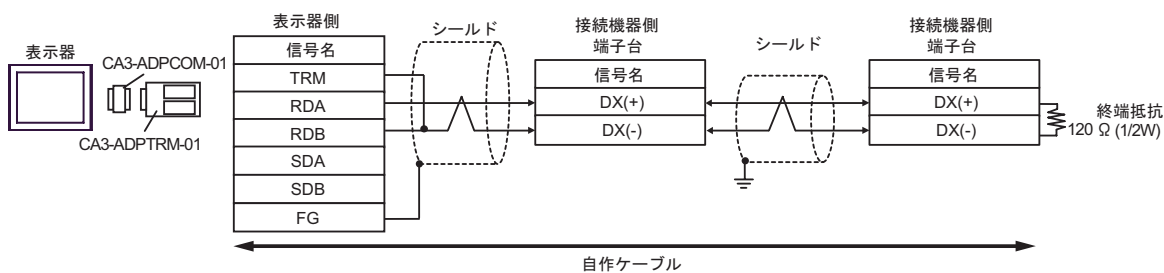 表示器
CA3-ADPCOM-01
CA3-ADPTRM-01
表示器側
信号名
TRM
RDA
RDB
SDA
SDB
FG
シールド
接続機器側
端子台
信号名
DX(+)
DX(-)
シールド
接続機器側
端子台
信号名
DX(+)
DX(-)
終端抵抗
120 Ω (1/2W)
自作ケーブル